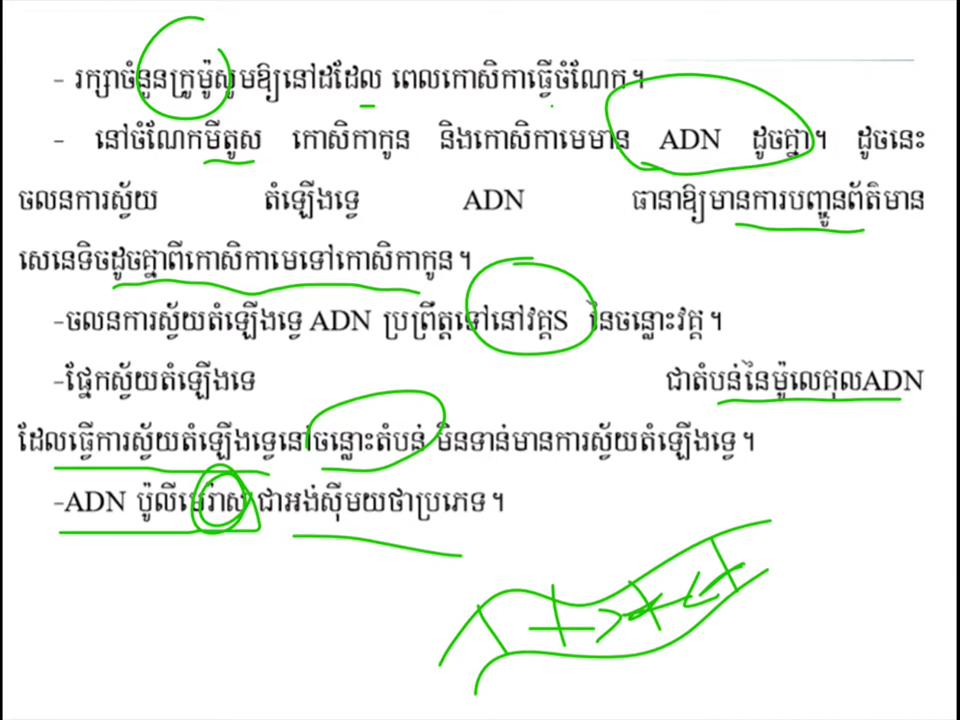 - រក្សាចំនួនក្រូម៉ូសូមឱ្យនៅដដែល ពេលកោសិកាធ្វើចំណែក។
- នៅចំណែកមីតូស កោសិកាកូន និងកោសិកាមេមាន ADN ដូចគ្នា។ ដូចនេះ
ចលនការស្វ័យ តំឡើងទ្វេ ADN ធានាឱ្យមានការបញ្ជូនព័ត៌មាន
សេនេទិចដូចគ្នាពីកោសិកាមេទៅកោសិកាកូន។
-ចលនការស្វ័យតំឡើងទ្វេ ADN ប្រព្រឹត្តទៅនៅវគ្គS នៃចន្លោះវគ្គ។
-ផ្នែកស្វ័យតំឡើងទេ ជាតំបន់នៃម៉ូលេគុលADN
ដែលធ្វើការស្វ័យតំឡើងទ្វេនៅចន្លោះតំបន់ មិនទាន់មានការស្វ័យតំឡើងទ្វេ។
-ADN ប៉ូលីមេរ៉ាស ជាអង់ស៊ីមយថាប្រភេទ។